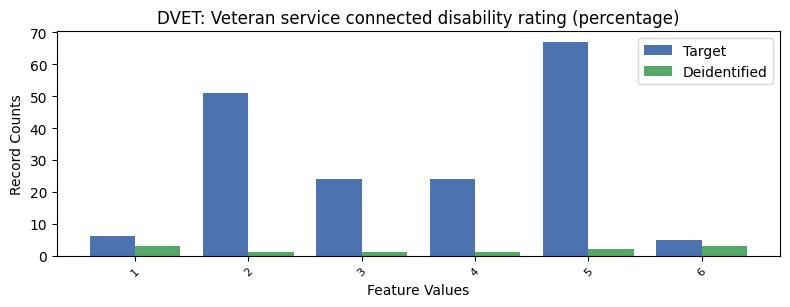 DVET: Veteran service connected disability rating (percentage)
Target
Deidentified
Record Counts
70
60
50
40
30
20
10
0
1 2 3 4 5 6
Feature Values